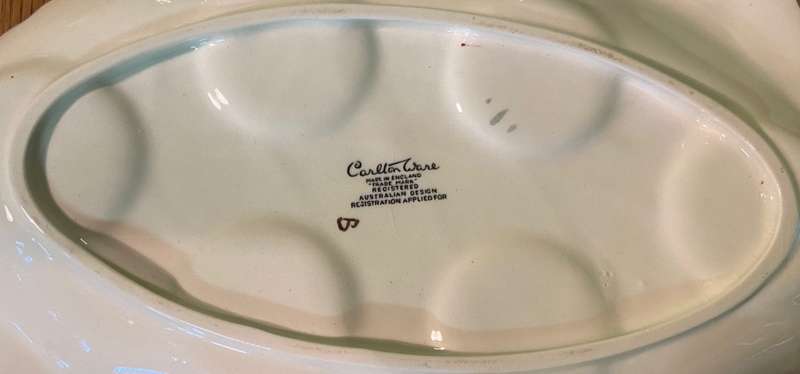 Carlton Ware
MADE IN ENGLAND
"TRADE MARK"
REGISTERED
AUSTRALIAN DESIGN
REGISTRATION APPLIED FOR